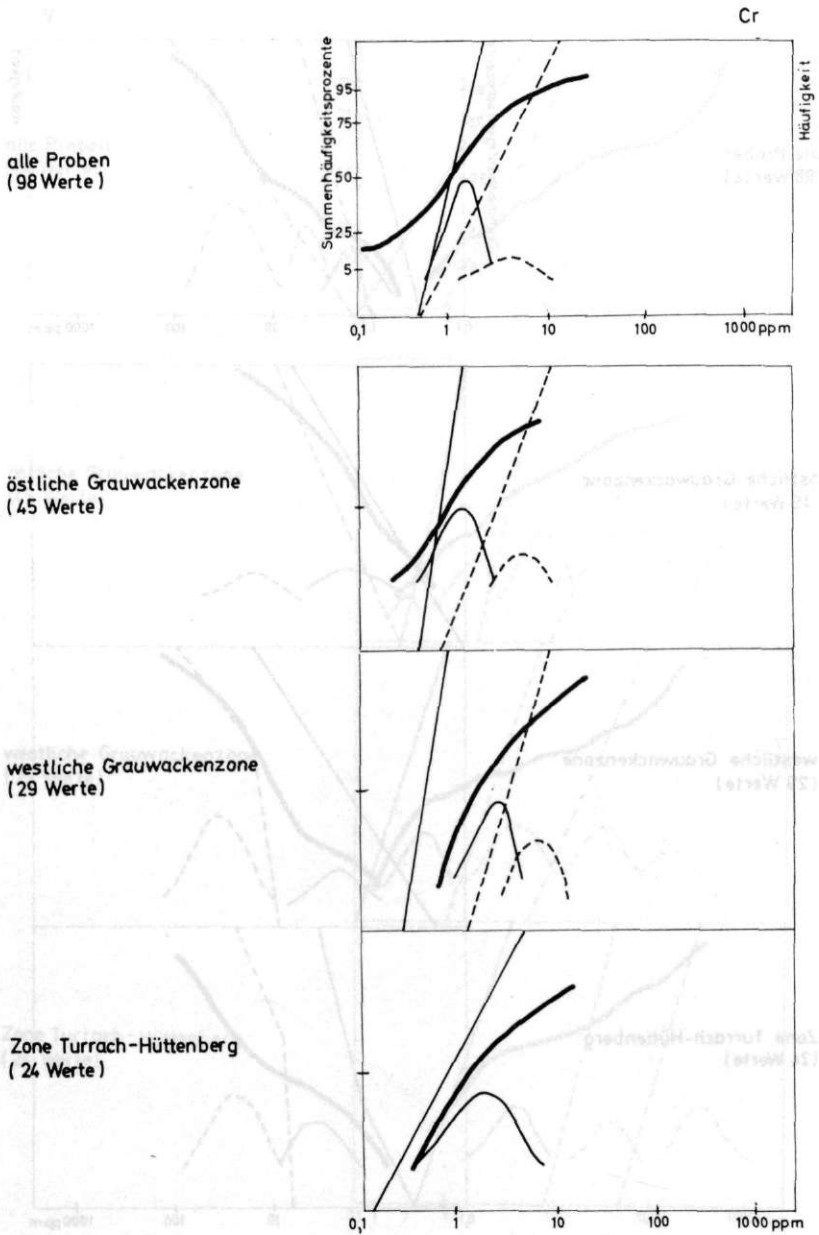 Cr
Summenhäufigkeitsprozente
Häufigkeit
95
75
50
25
5
alle Proben
(98 Werte)
0,1 1 10 100 1000 ppm
östliche Grauwackenzone
(45 Werte)
westliche Grauwackenzone
(29 Werte)
Zone Turrach-Hüttenberg
(24 Werte)
0,1 1 10 100 1000 ppm